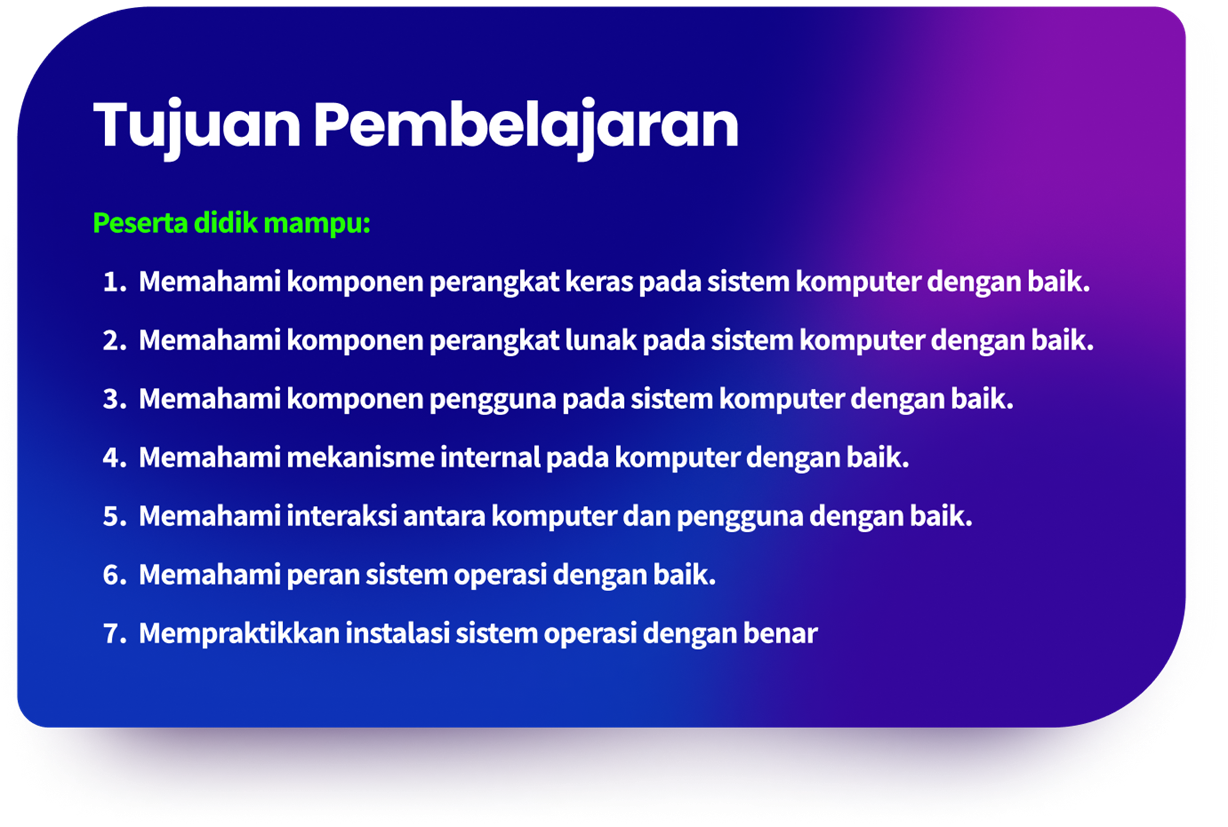 Tujuan Pembelajaran
Peserta didik mampu:
1. Memahami komponen perangkat keras pada sistem komputer dengan baik.
2. Memahami komponen perangkat lunak pada sistem komputer dengan baik.
3. Memahami komponen pengguna pada sistem komputer dengan baik.
4. Memahami mekanisme internal pada komputer dengan baik.
5. Memahami interaksi antara komputer dan pengguna dengan baik.
6. Memahami peran sistem operasi dengan baik.
7. Mempraktikkan instalasi sistem operasi dengan benar